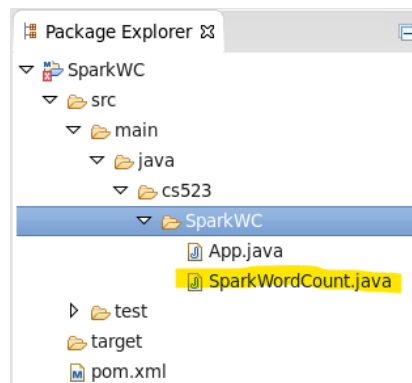 Package Explorer
SparkWC
src
main
java
cs523
SparkWC
App.java
SparkWordCount.java
test
target
pom.xml